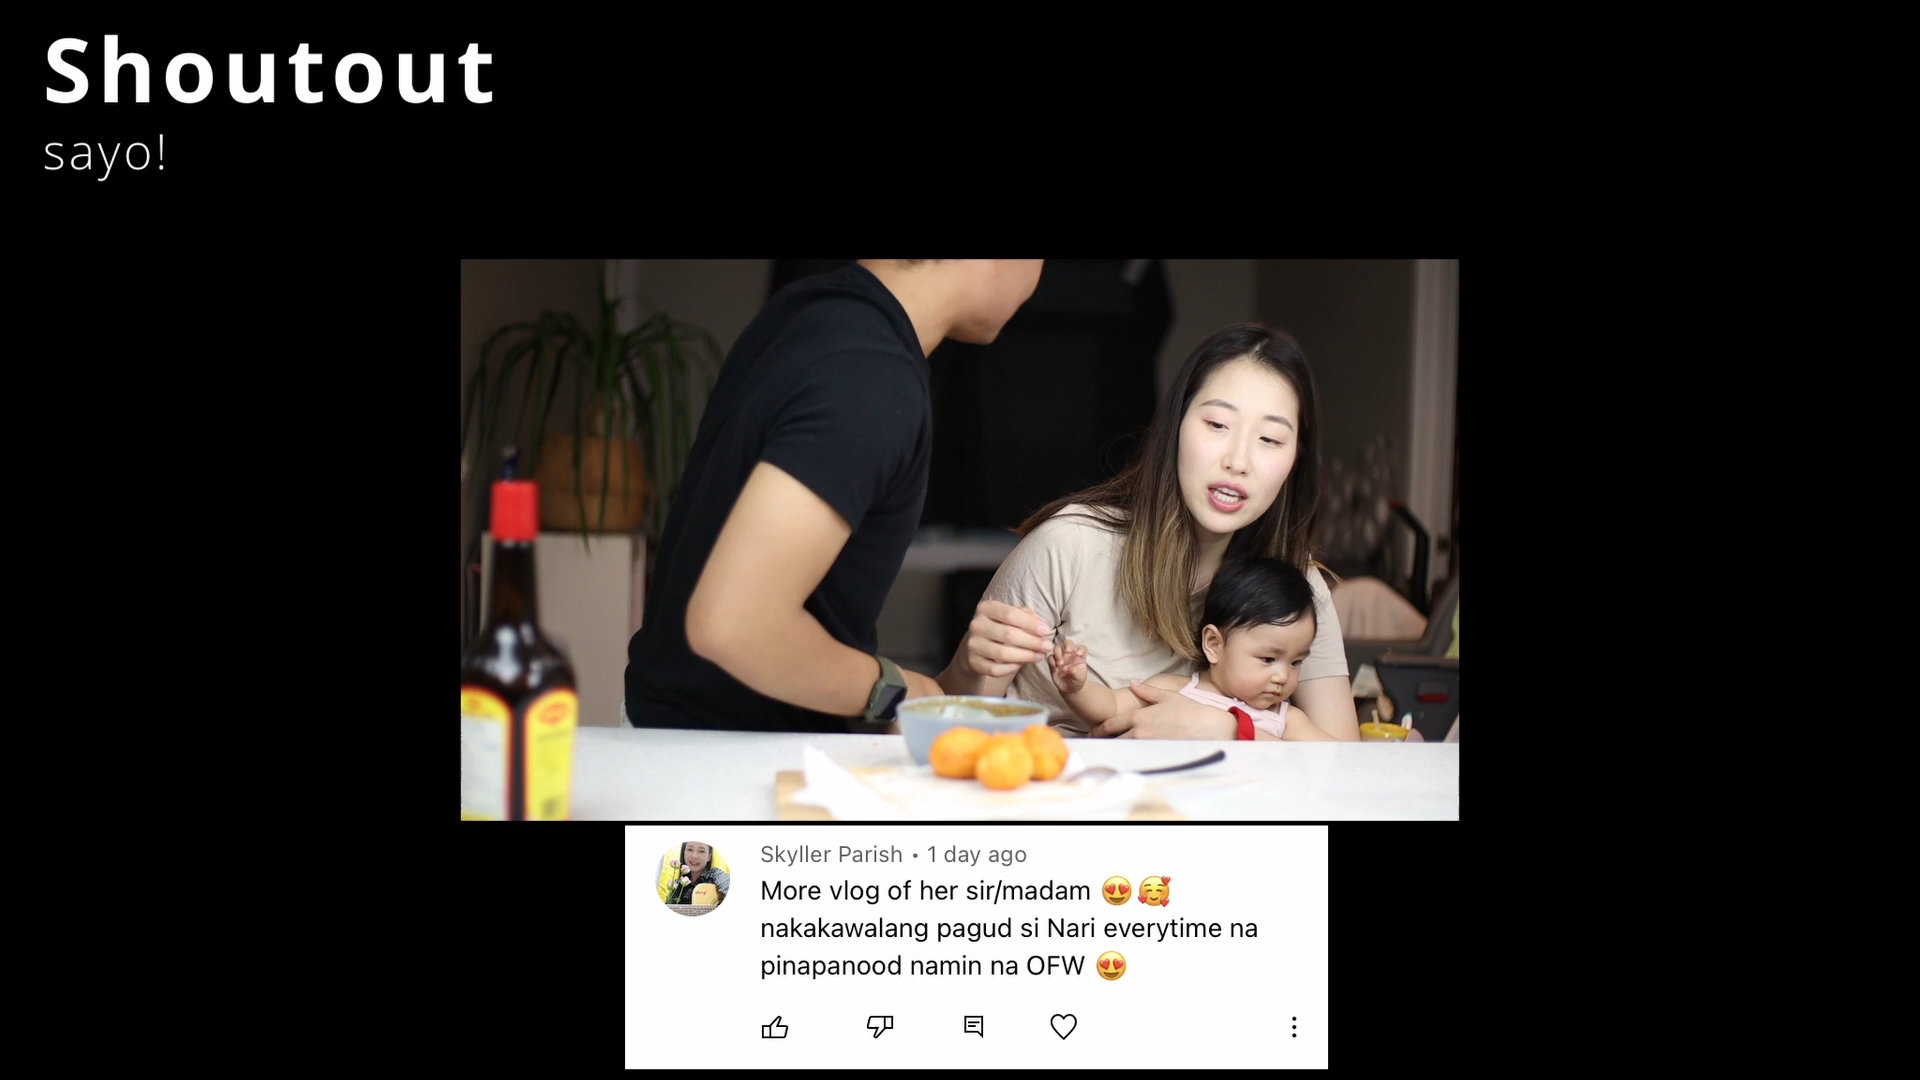 Shoutout
sayo!
Skyller Parish • 1 day ago
More vlog of her sir/madam 😍🥰
nakakawalang pagud si Nari everytime na
pinapanood namin na OFW 😍